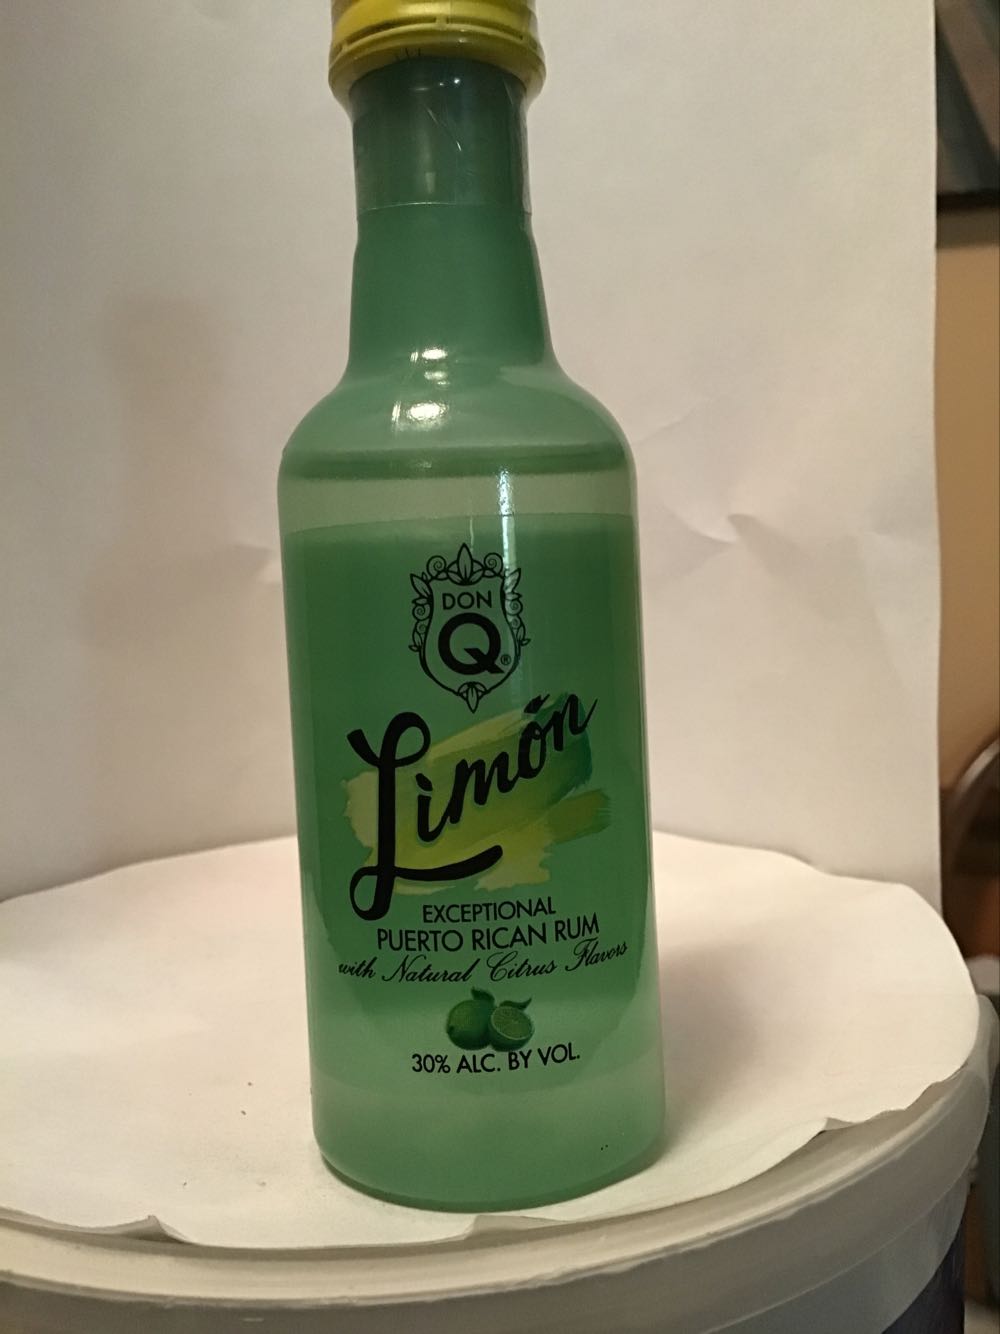 DON
Q®
Limón
EXCEPTIONAL
PUERTO RICAN RUM
with Natural Citrus Flavors
30% ALC. BY VOL.